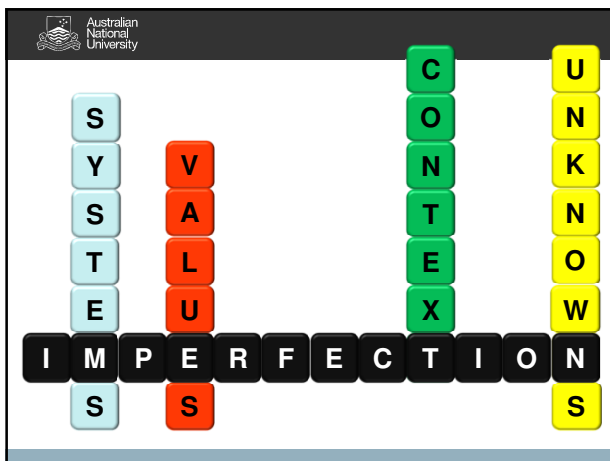 Australian
National
University
SYSTEMS
VALUES
CONTEXT
UNKNOWNS
IMPERFECTION